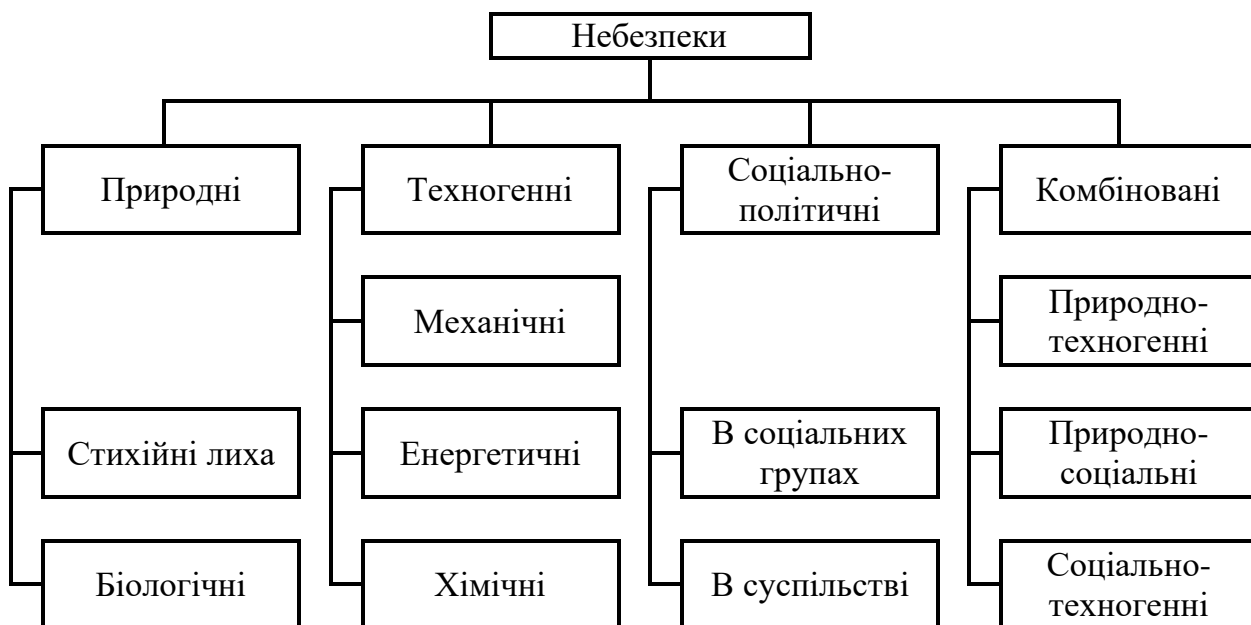 Небезпеки
Природні
Техногенні
Соціально-
політичні
Комбіновані
Механічні
Природно-
техногенні
Стихійні лиха
Енергетичні
В соціальних
групах
Природно-
соціальні
Біологічні
Хімічні
В суспільстві
Соціально-
техногенні